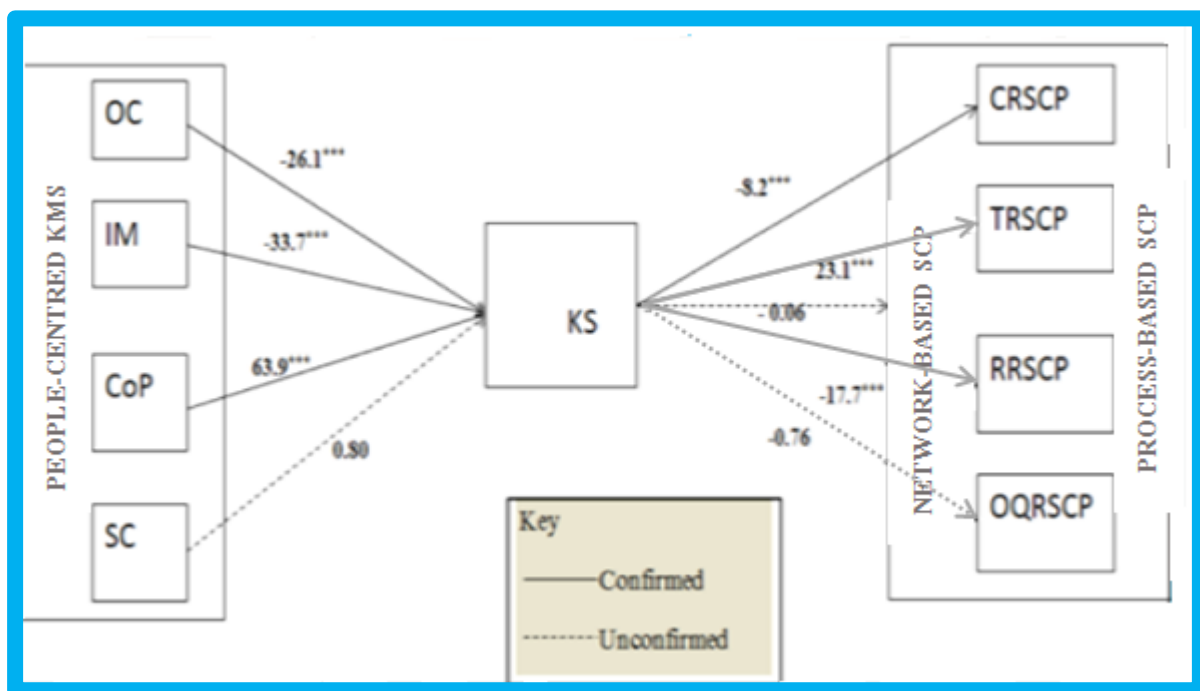 PEOPLE-CENTRED KMS
OC
IM
CoP
SC
-26.1***
-33.7***
63.9***
0.80
KS
-8.2***
23.1***
- 0.06
-17.7***
-0.76
NETWORK-BASED SCP
CRSCP
TRSCP
RRSCP
OQRSCP
PROCESS-BASED SCP
Key
Confirmed
Unconfirmed